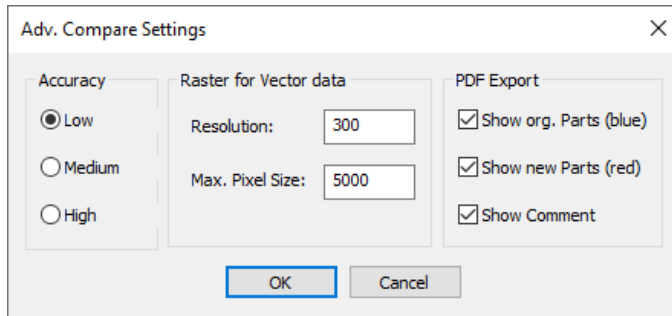 Adv. Compare Settings
Accuracy
Low
Medium
High
Raster for Vector data
Resolution: 300
Max. Pixel Size: 5000
PDF Export
Show org. Parts (blue)
Show new Parts (red)
Show Comment
OK
Cancel